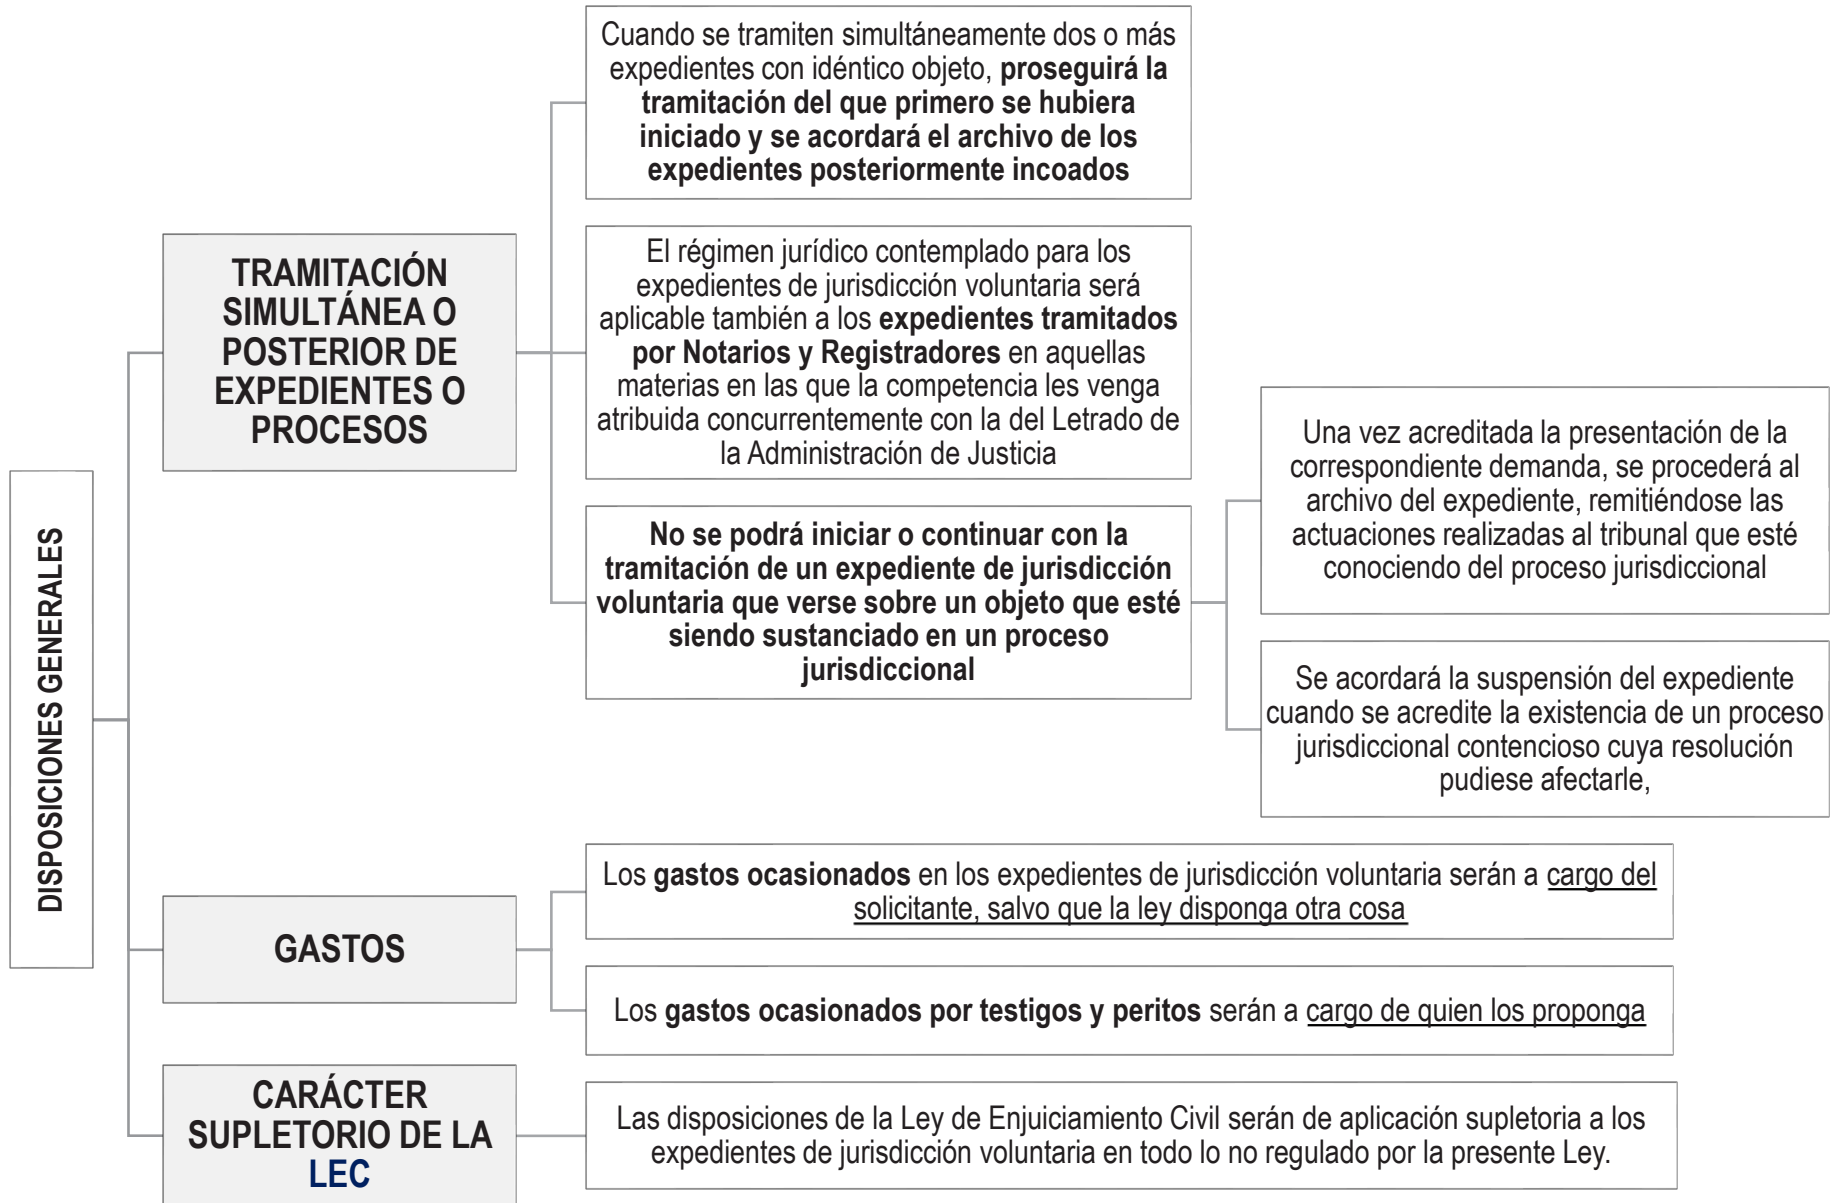 DISPOSICIONES GENERALES
TRAMITACIÓN
SIMULTÁNEA O
POSTERIOR DE
EXPEDIENTES O
PROCESOS
Cuando se tramiten simultáneamente dos o más
expedientes con idéntico objeto, proseguirá la
tramitación del que primero se hubiera
iniciado y se acordará el archivo de los
expedientes posteriormente incoados
El régimen jurídico contemplado para los
expedientes de jurisdicción voluntaria será
aplicable también a los expedientes tramitados
por Notarios y Registradores en aquellas
materias en las que la competencia les venga
atribuida concurrentemente con la del Letrado de
la Administración de Justicia
No se podrá iniciar o continuar con la
tramitación de un expediente de jurisdicción
voluntaria que verse sobre un objeto que esté
siendo sustanciado en un proceso
jurisdiccional
Una vez acreditada la presentación de la
correspondiente demanda, se procederá al
archivo del expediente, remitiéndose las
actuaciones realizadas al tribunal que esté
conociendo del proceso jurisdiccional
Se acordará la suspensión del expediente
cuando se acredite la existencia de un proceso
jurisdiccional contencioso cuya resolución
pudiese afectarle,
GASTOS
Los gastos ocasionados en los expedientes de jurisdicción voluntaria serán a cargo del
solicitante, salvo que la ley disponga otra cosa
Los gastos ocasionados por testigos y peritos serán a cargo de quien los proponga
CARÁCTER
SUPLETORIO DE LA
LEC
Las disposiciones de la Ley de Enjuiciamiento Civil serán de aplicación supletoria a los
expedientes de jurisdicción voluntaria en todo lo no regulado por la presente Ley.